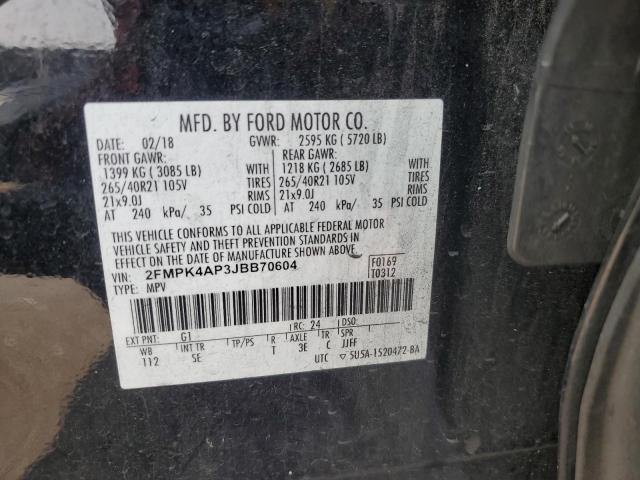 MFD. BY FORD MOTOR CO.
DATE: 02/18 GVWR: 2595 KG ( 5720 LB)
FRONT GAWR: REAR GAWR:
1399 KG ( 3085 LB) WITH 1218 KG ( 2685 LB) WITH
265/40R21 105V TIRES 265/40R21 105V TIRES
21x9.0J RIMS 21x9.0J RIMS
AT 240 kPa/ 35 PSI COLD AT 240 kPa/ 35 PSI COLD
THIS VEHICLE CONFORMS TO ALL APPLICABLE FEDERAL MOTOR
VEHICLE SAFETY AND THEFT PREVENTION STANDARDS IN
EFFECT ON THE DATE OF MANUFACTURE SHOWN ABOVE.
VIN: 2FMPK4AP3JBB70604 F0169
TYPE: MPV T0312
EXT PNT: G1 RC: 24 DSO:
WB INT TR TP/PS R AXLE TR SPR
112 SE T 3E C JJFF
UTC ▽ 5U5A-1520472-BA